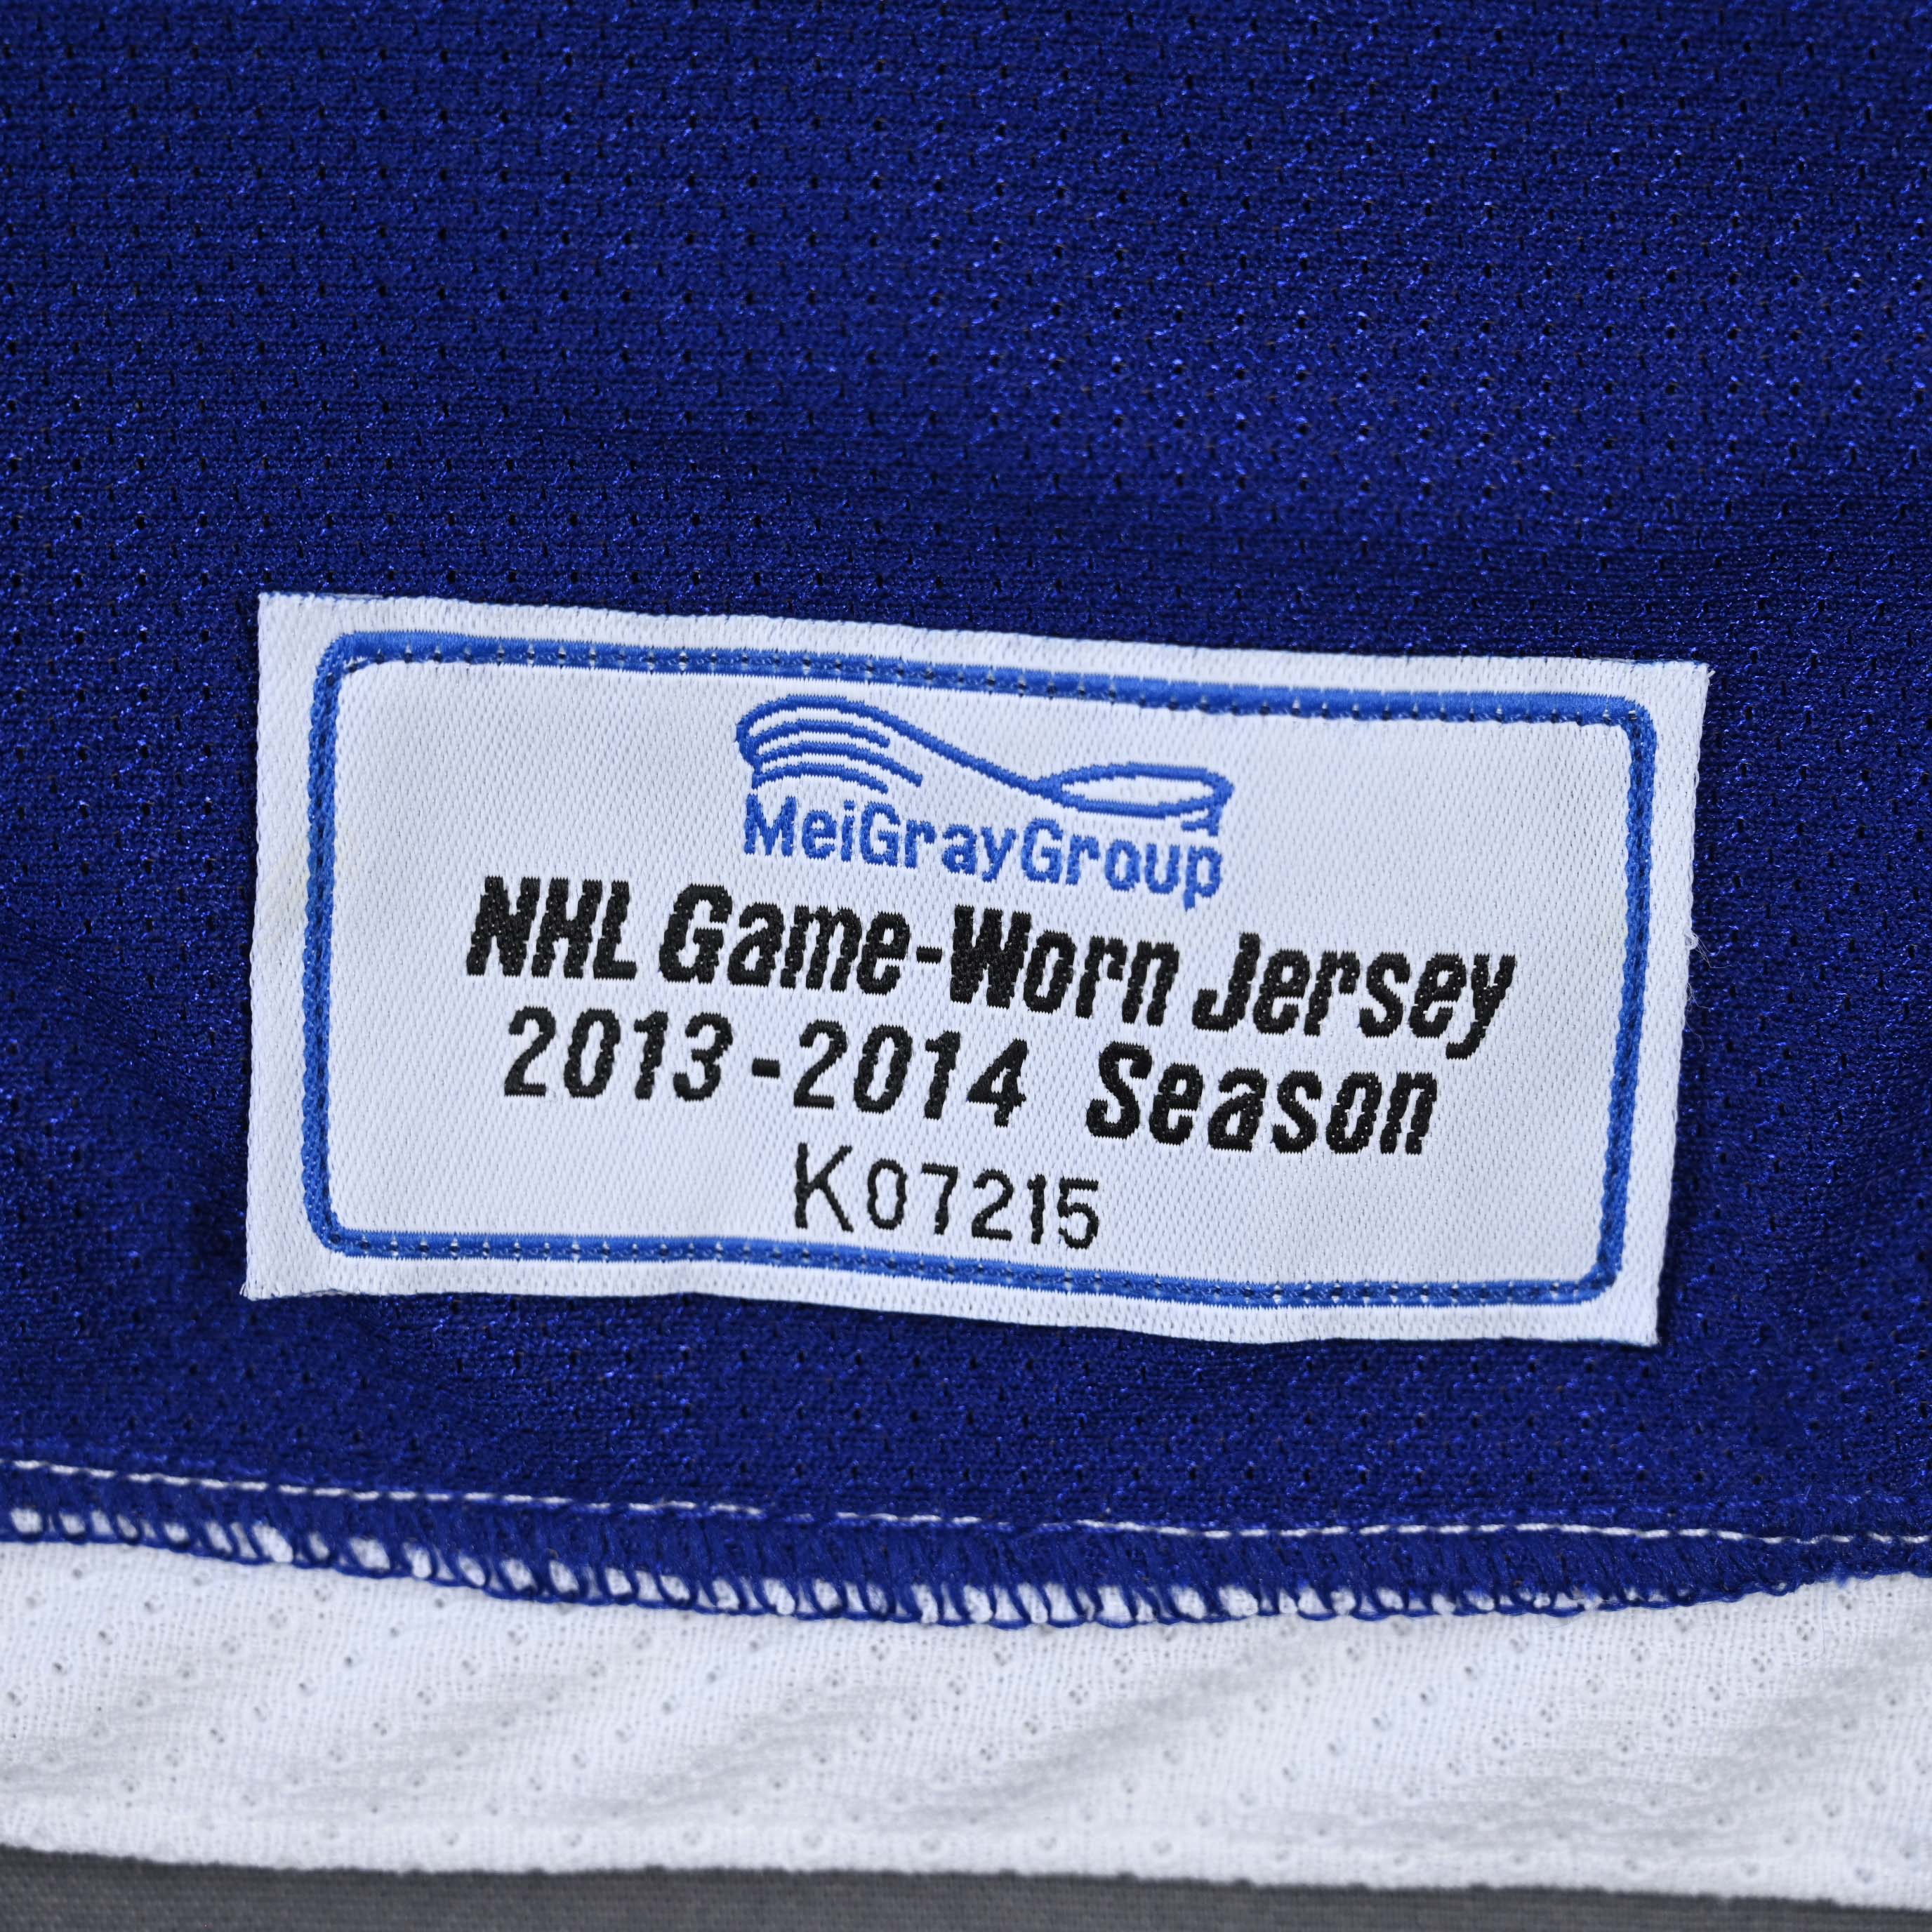 MeiGrayGroup
NHL Game-Worn Jersey
2013-2014 Season
K07215